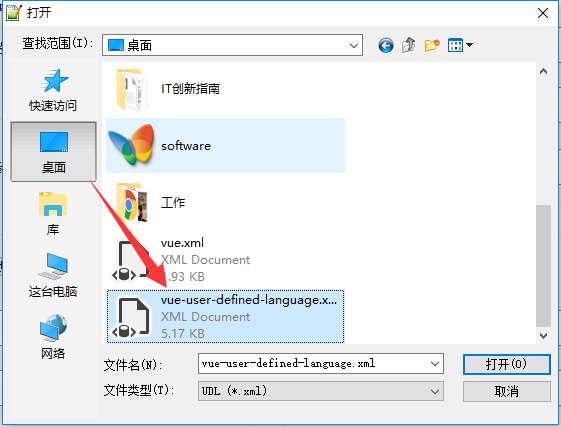 打开
查找范围(I):
桌面
快速访问
桌面
库
这台电脑
网络
IT创新指南
software
工作
vue.xml
XML Document
.93 KB
vue-user-defined-language.x...
XML Document
5.17 KB
文件名(N):
vue-user-defined-language.xml
打开(O)
文件类型(T):
UDL (*.xml)
取消